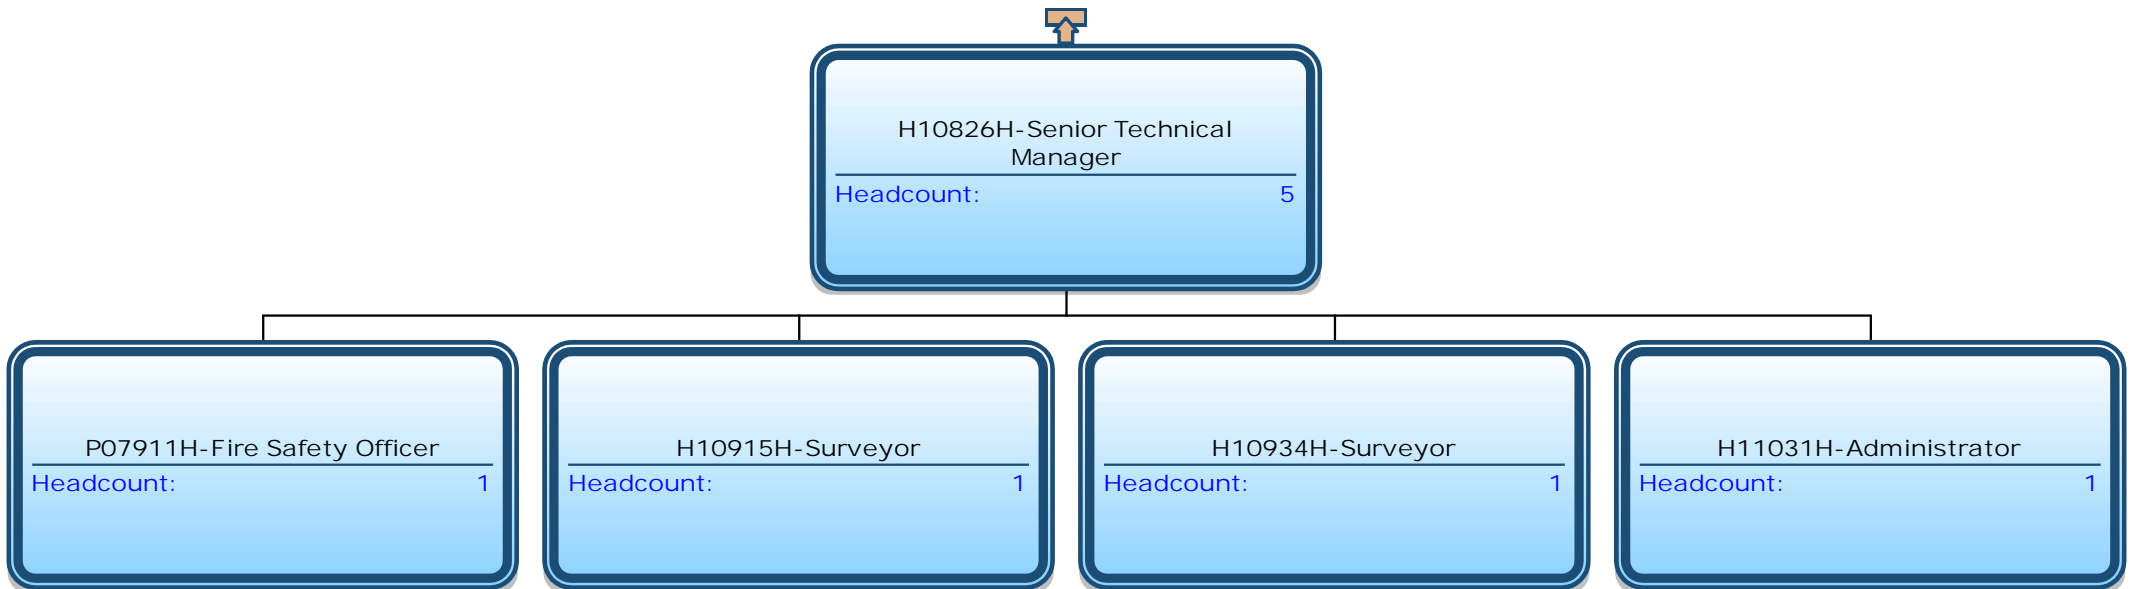 H10826H-Senior Technical
Manager
Headcount: 5
P07911H-Fire Safety Officer
Headcount: 1
H10915H-Surveyor
Headcount: 1
H10934H-Surveyor
Headcount: 1
H11031H-Administrator
Headcount: 1